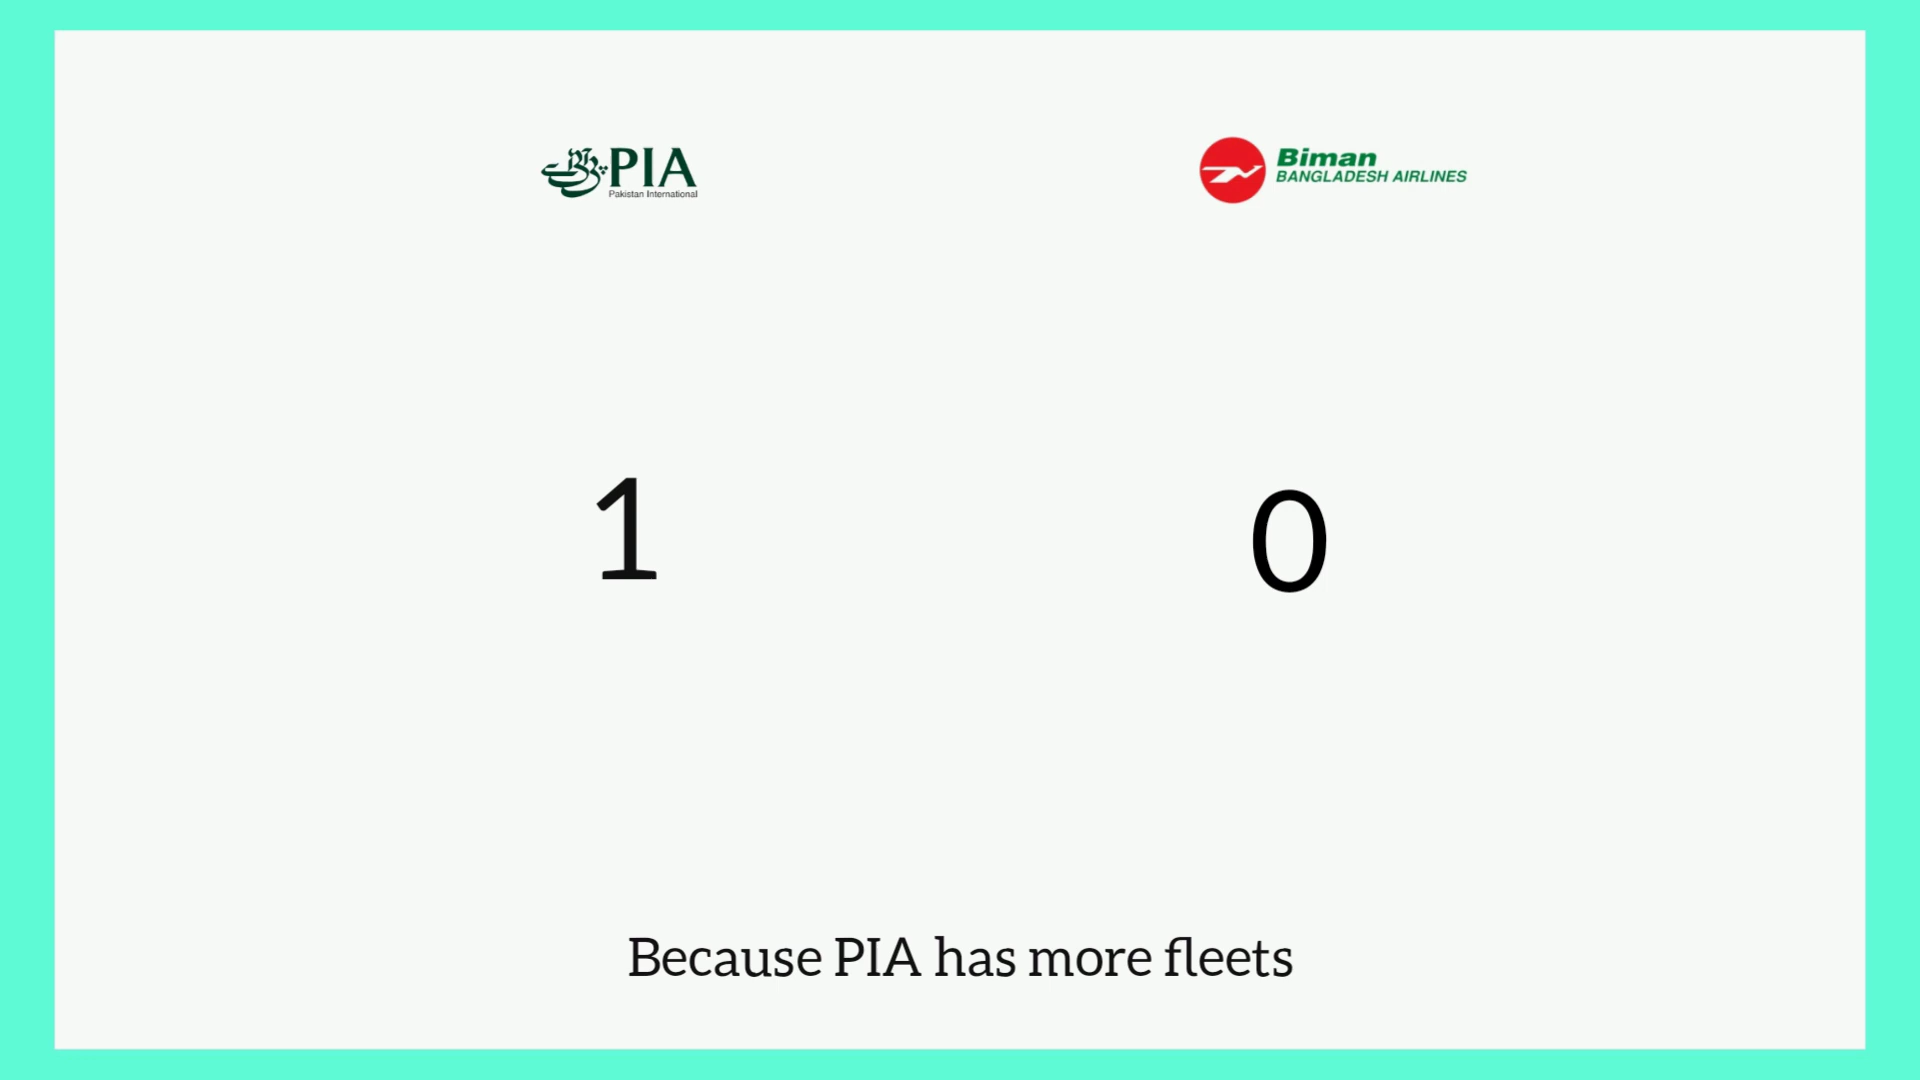 PIA
Pakistan International
Biman
BANGLADESH AIRLINES
1
0
Because PIA has more fleets